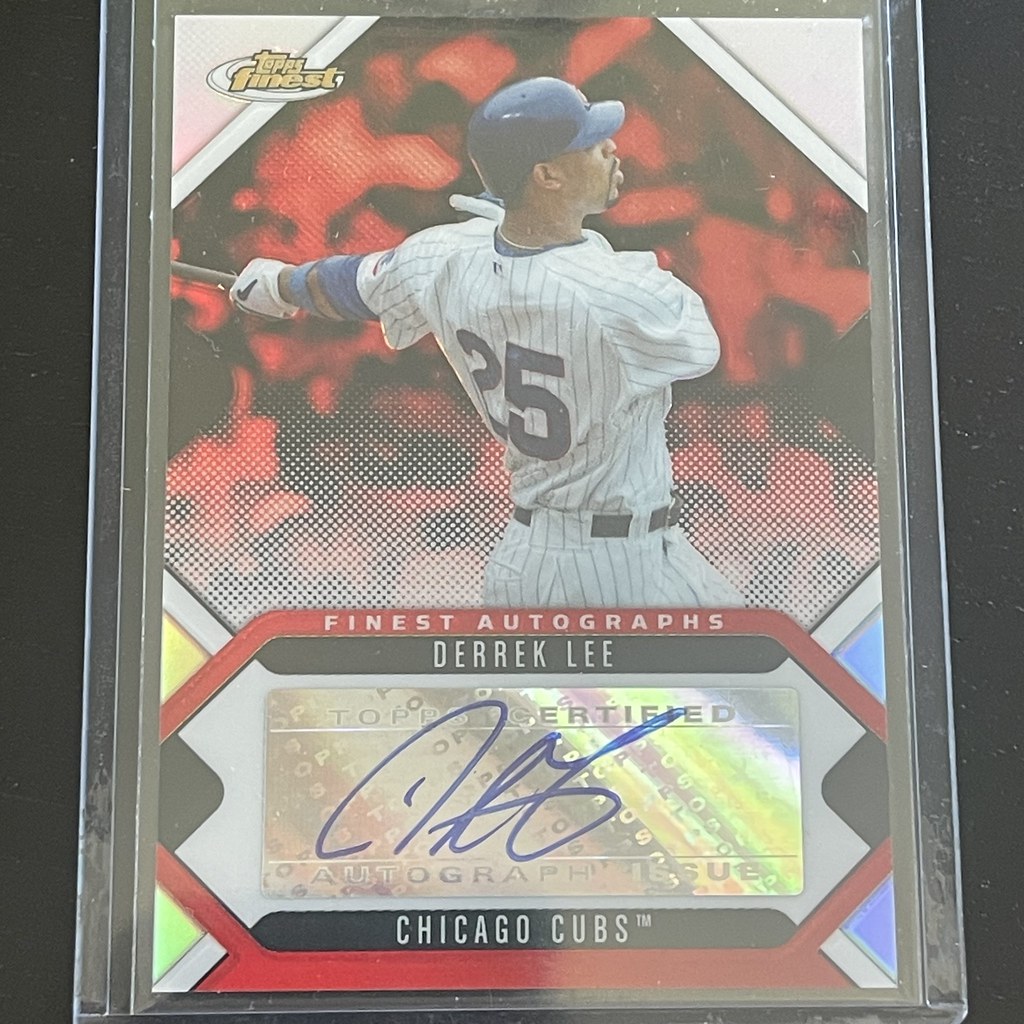 Topps
finest
25
FINEST AUTOGRAPHS
DERREK LEE
TOPPS CERTIFIED
AUTOGRAPH ISSUE
CHICAGO CUBS™